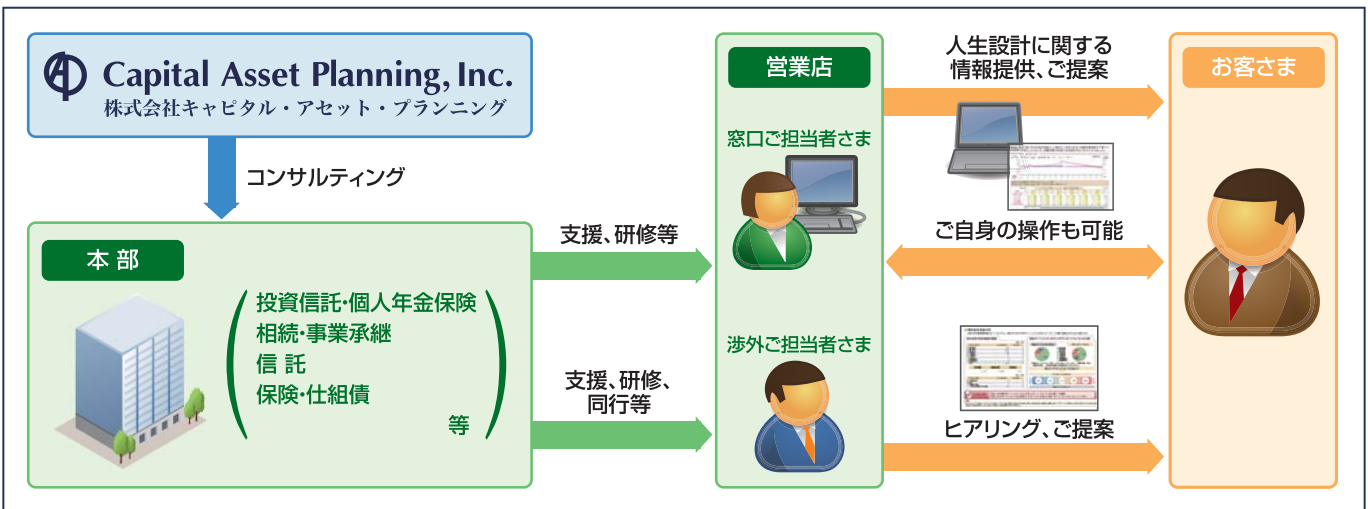 Capital Asset Planning, Inc.
株式会社キャピタル・アセット・プランニング
コンサルティング
本部
投資信託・個人年金保険
相続・事業承継
信託
保険・仕組債
等
支援、研修等
支援、研修、
同行等
営業店
窓口ご担当者さま
渉外ご担当者さま
人生設計に関する
情報提供、ご提案
ご自身の操作も可能
ヒアリング、ご提案
お客さま